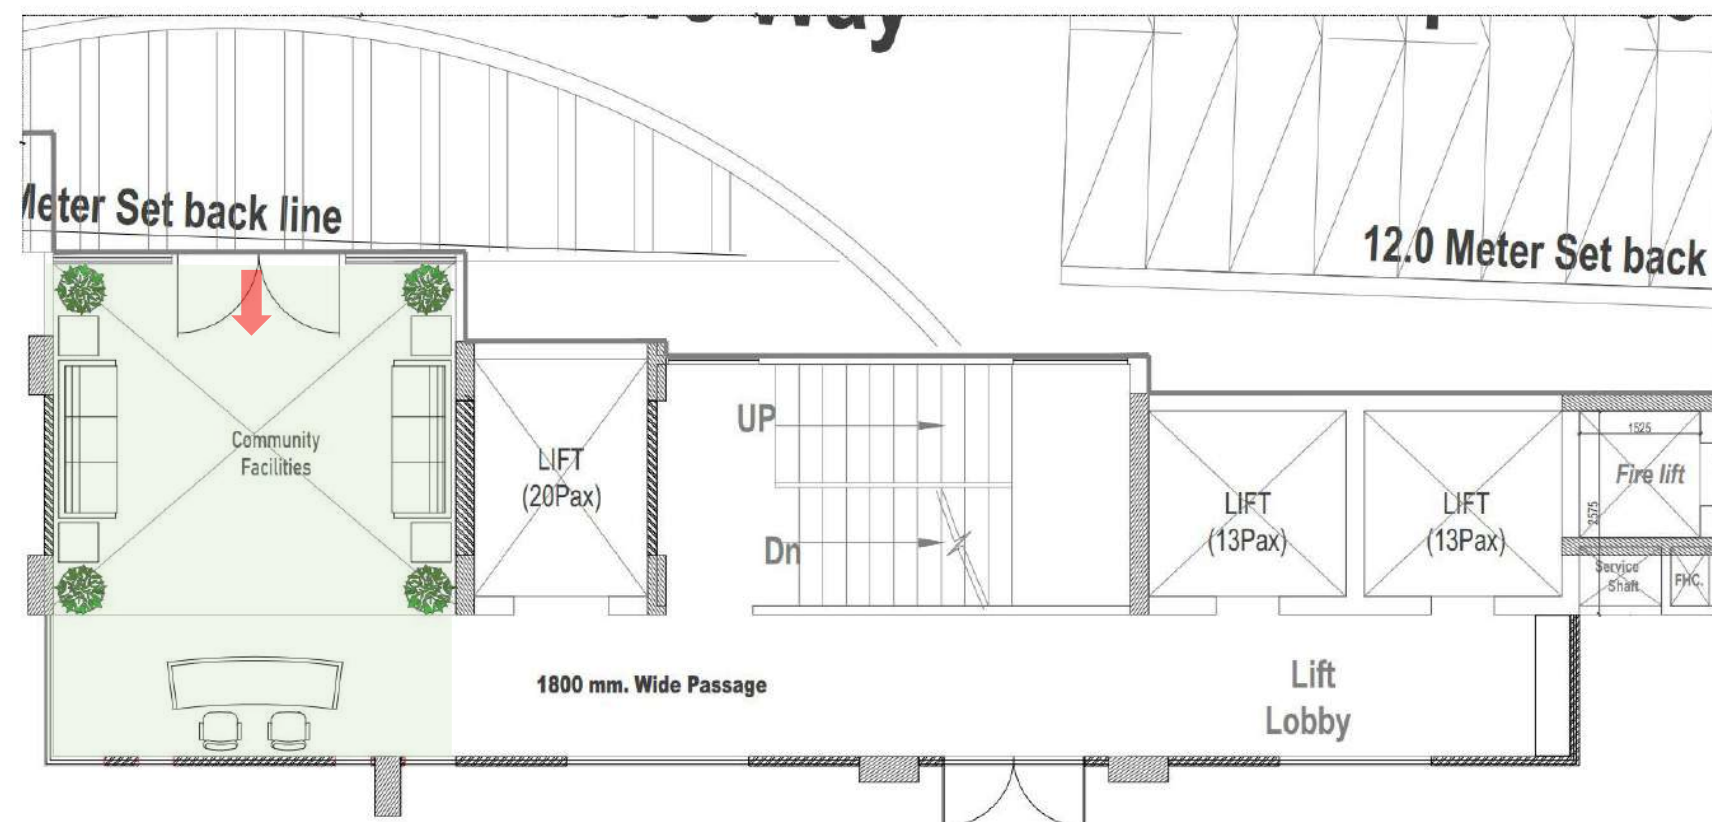 Way
Meter Set back line
12.0 Meter Set back
Community
Facilities
LIFT
(20Pax)
UP
Dn
LIFT
(13Pax)
LIFT
(13Pax)
1525
Fire lift
2575
Service
Shaft
FHC.
1800 mm. Wide Passage
Lift
Lobby